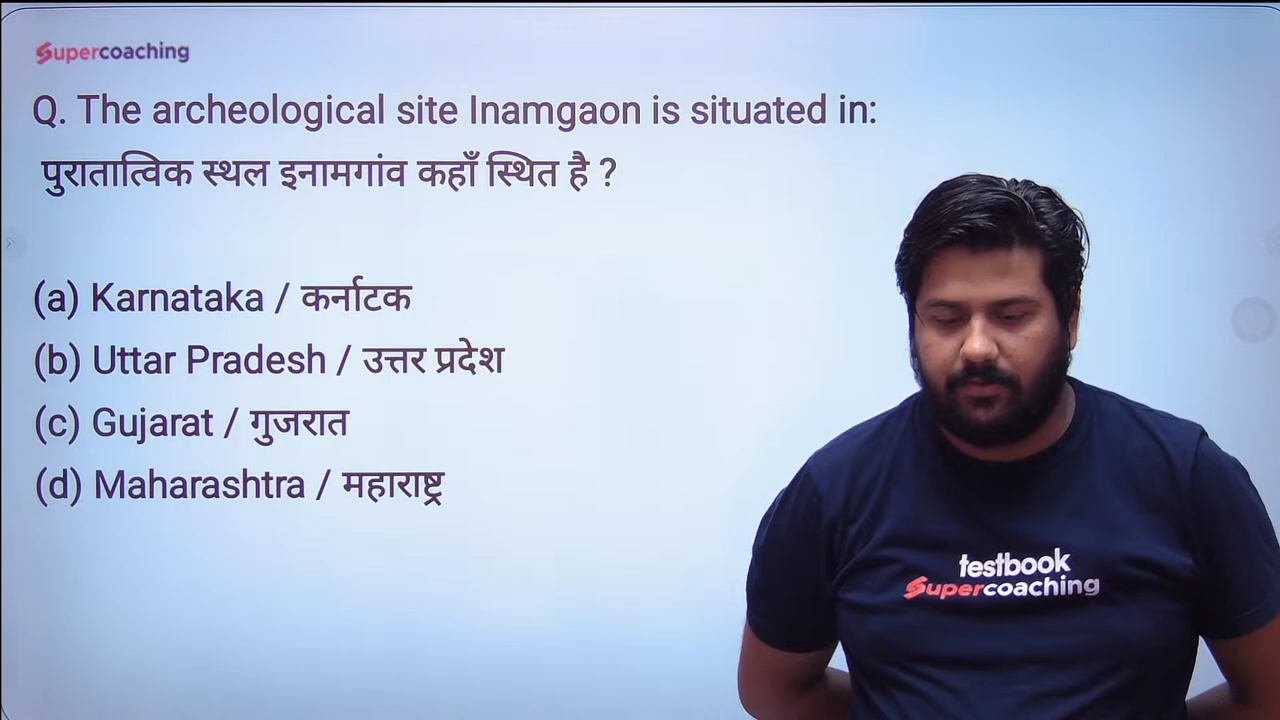 Supercoaching
Q. The archeological site Inamgaon is situated in:
पुरातात्विक स्थल इनामगांव कहाँ स्थित है ?
(a) Karnataka / कर्नाटक
(b) Uttar Pradesh / उत्तर प्रदेश
(c) Gujarat / गुजरात
(d) Maharashtra / महाराष्ट्र
testbook
Supercoaching